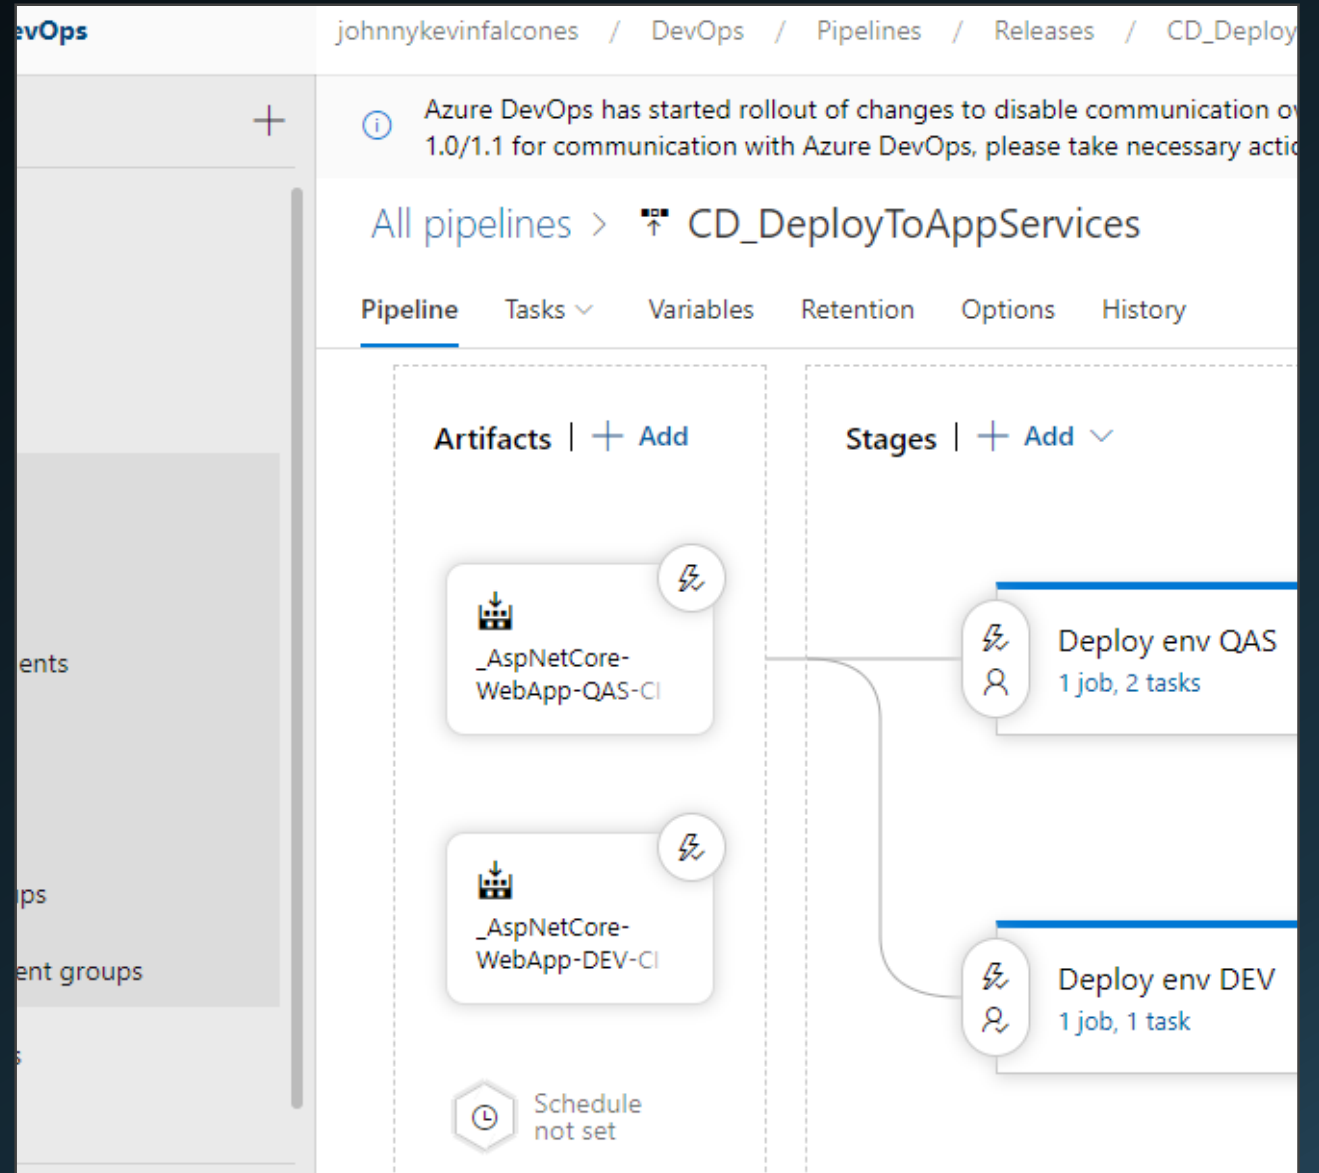 evOps
johnnykevinfalcones / DevOps / Pipelines / Releases / CD_Deploy
Azure DevOps has started rollout of changes to disable communication ov
1.0/1.1 for communication with Azure DevOps, please take necessary actio
All pipelines > CD_DeployToAppServices
Pipeline Tasks Variables Retention Options History
Artifacts | + Add
Stages | + Add
_AspNetCore-
WebApp-QAS-CI
Deploy env QAS
1 job, 2 tasks
ents
_AspNetCore-
WebApp-DEV-CI
Deploy env DEV
1 job, 1 task
ups
ent groups
s
Schedule
not set